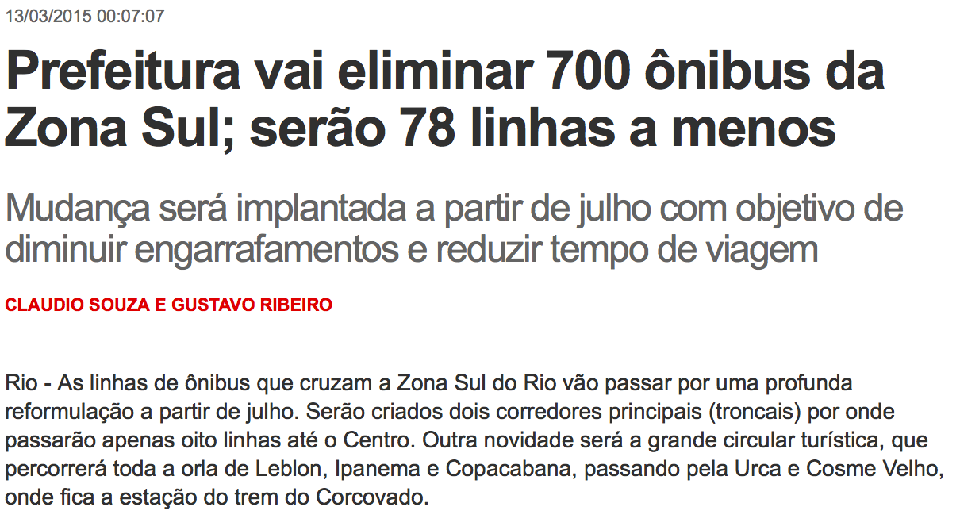 13/03/2015 00:07:07
Prefeitura vai eliminar 700 ônibus da
Zona Sul; serão 78 linhas a menos
Mudança será implantada a partir de julho com objetivo de
diminuir engarrafamentos e reduzir tempo de viagem
CLAUDIO SOUZA E GUSTAVO RIBEIRO
Rio - As linhas de ônibus que cruzam a Zona Sul do Rio vão passar por uma profunda
reformulação a partir de julho. Serão criados dois corredores principais (troncais) por onde
passarão apenas oito linhas até o Centro. Outra novidade será a grande circular turística, que
percorrerá toda a orla de Leblon, Ipanema e Copacabana, passando pela Urca e Cosme Velho,
onde fica a estação do trem do Corcovado.